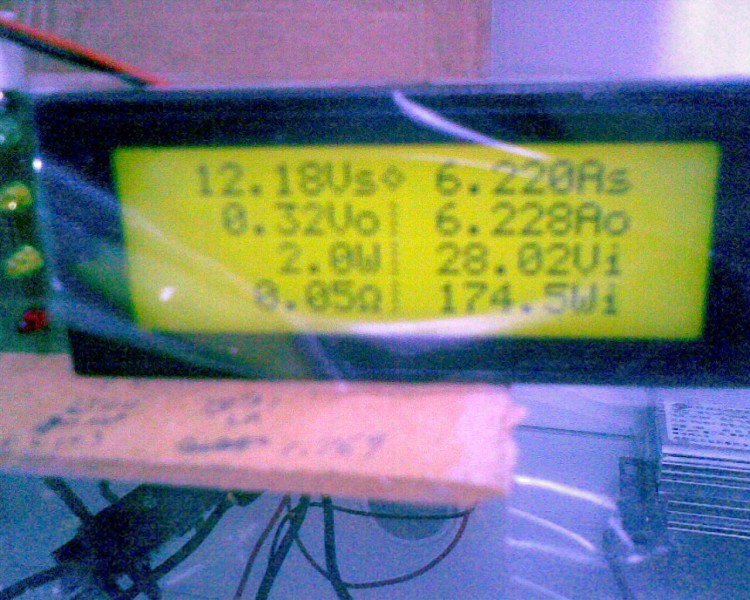 12.18Vs◇ 6.220As
0.32Vo 6.228Ao
2.0W 28.02Vi
0.05Ω 174.5Wi